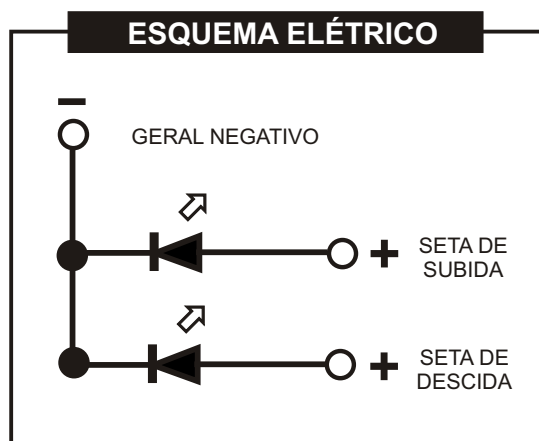 ESQUEMA ELÉTRICO
–
GERAL NEGATIVO
+ SETA DE
SUBIDA
+ SETA DE
DESCIDA